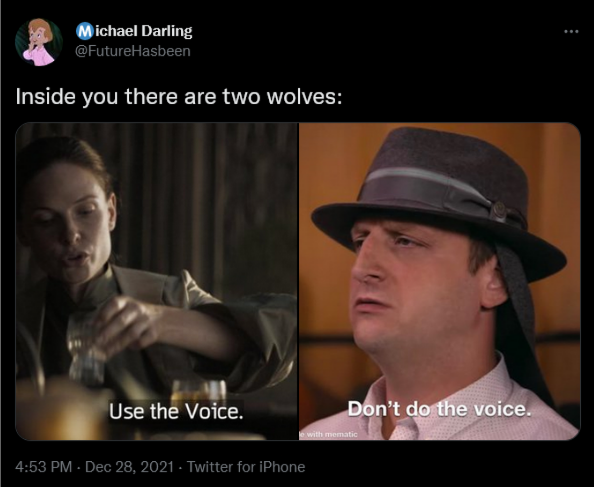 Michael Darling
@FutureHasbeen
Inside you there are two wolves:
Use the Voice.
Don't do the voice.
with mematic
4:53 PM · Dec 28, 2021 · Twitter for iPhone